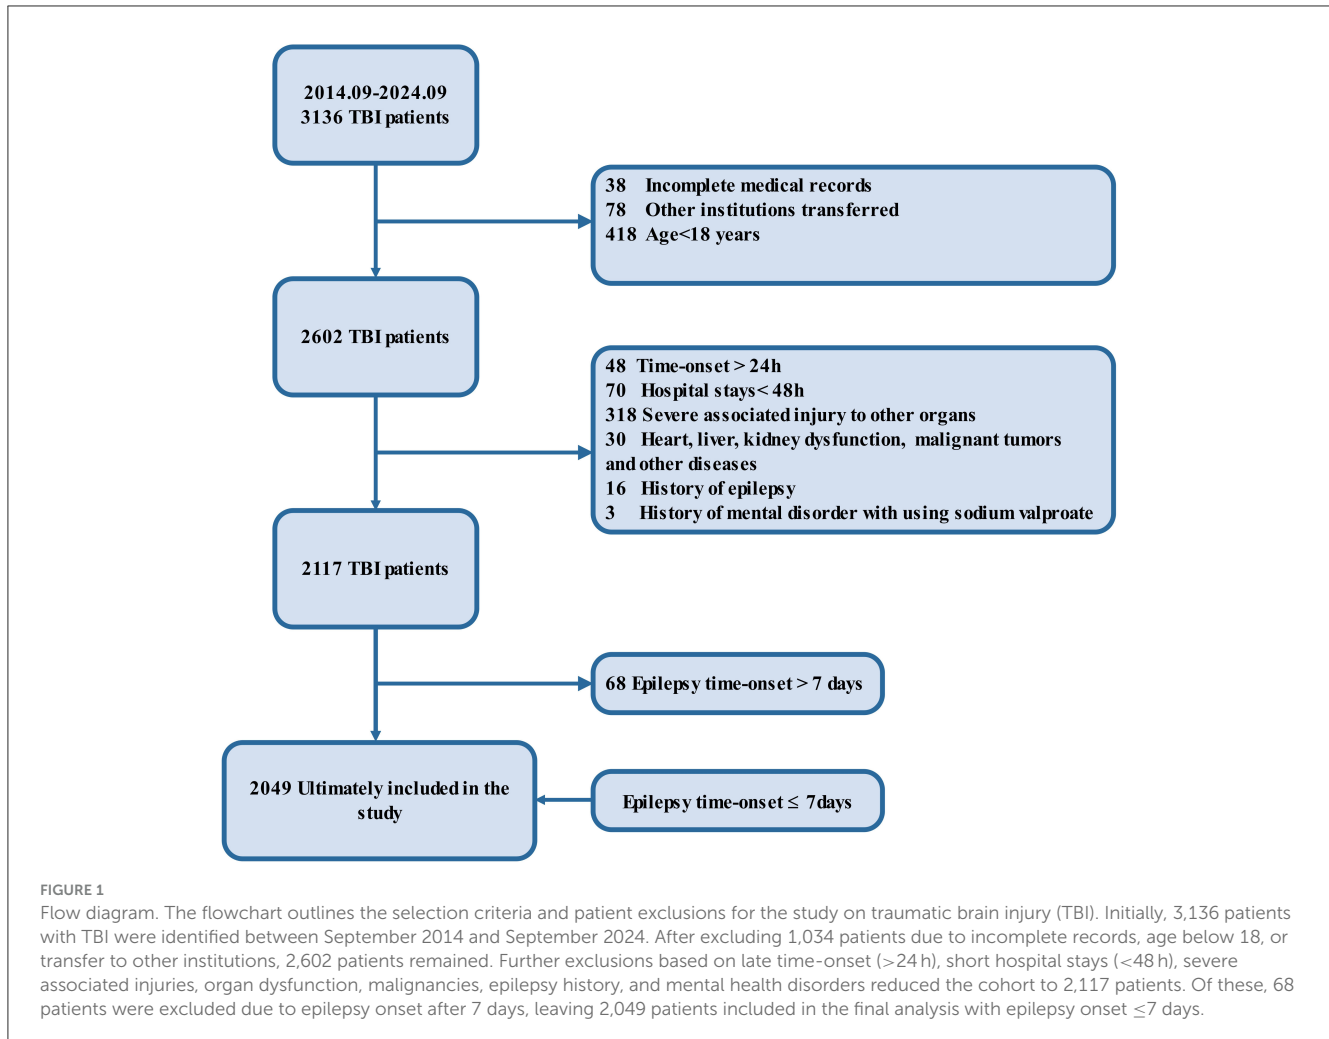 2014.09-2024.09
3136 TBI patients
38 Incomplete medical records
78 Other institutions transferred
418 Age<18 years
2602 TBI patients
48 Time-onset > 24h
70 Hospital stays< 48h
318 Severe associated injury to other organs
30 Heart, liver, kidney dysfunction, malignant tumors
and other diseases
16 History of epilepsy
3 History of mental disorder with using sodium valproate
2117 TBI patients
68 Epilepsy time-onset > 7 days
2049 Ultimately included in the
study
Epilepsy time-onset ≤ 7days
FIGURE 1
Flow diagram. The flowchart outlines the selection criteria and patient exclusions for the study on traumatic brain injury (TBI). Initially, 3,136 patients
with TBI were identified between September 2014 and September 2024. After excluding 1,034 patients due to incomplete records, age below 18, or
transfer to other institutions, 2,602 patients remained. Further exclusions based on late time-onset (>24 h), short hospital stays (<48 h), severe
associated injuries, organ dysfunction, malignancies, epilepsy history, and mental health disorders reduced the cohort to 2,117 patients. Of these, 68
patients were excluded due to epilepsy onset after 7 days, leaving 2,049 patients included in the final analysis with epilepsy onset ≤7 days.